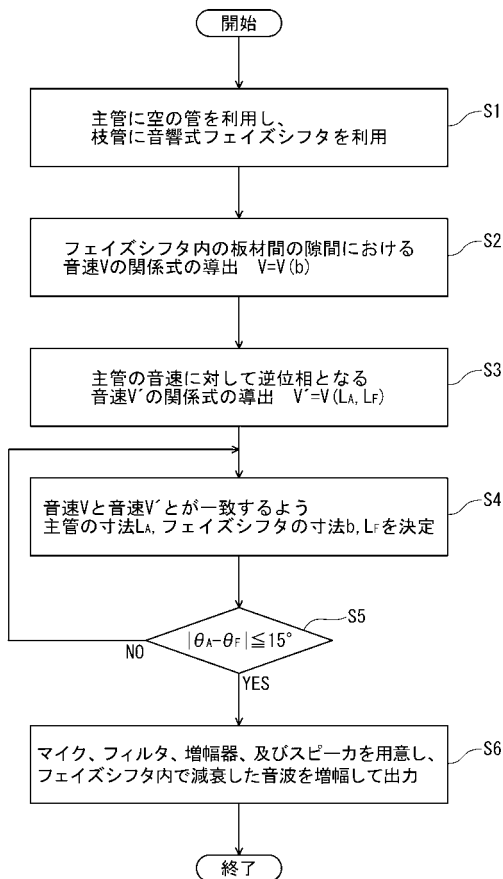 開始
S1
主管に空の管を利用し、
枝管に音響式フェイズシフタを利用
S2
フェイズシフタ内の板材間の隙間における
音速Vの関係式の導出 V=V(b)
S3
主管の音速に対して逆位相となる
音速V´の関係式の導出 V´=V(LA, LF)
S4
音速Vと音速V´とが一致するよう
主管の寸法LA, フェイズシフタの寸法b, LFを決定
S5
|θA-θF|≦15°
NO
YES
S6
マイク、フィルタ、増幅器、及びスピーカを用意し、
フェイズシフタ内で減衰した音波を増幅して出力
終了